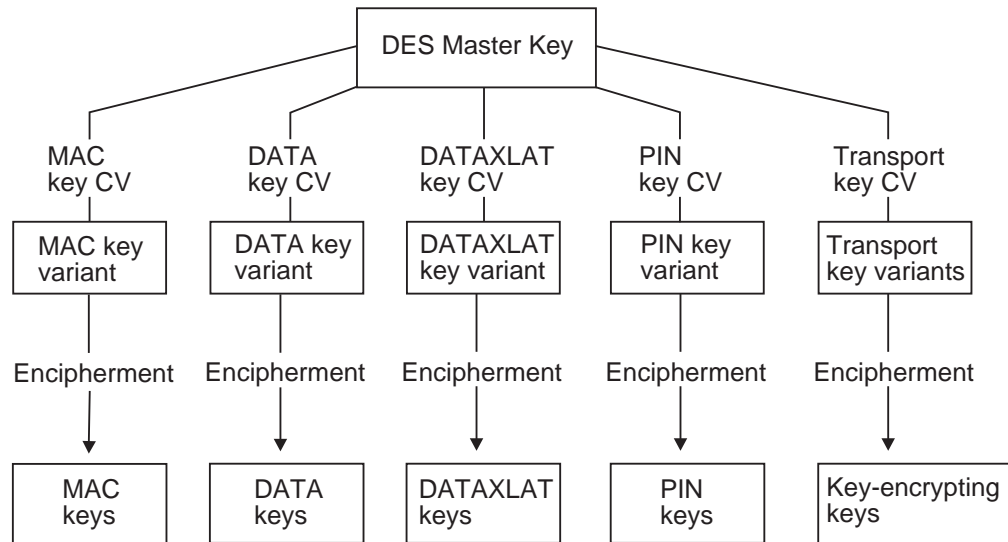 DES Master Key
MAC
key CV
DATA
key CV
DATAXLAT
key CV
PIN
key CV
Transport
key CV
MAC key
variant
DATA key
variant
DATAXLAT
key variant
PIN key
variant
Transport
key variants
Encipherment
Encipherment
Encipherment
Encipherment
Encipherment
MAC
keys
DATA
keys
DATAXLAT
keys
PIN
keys
Key-encrypting
keys